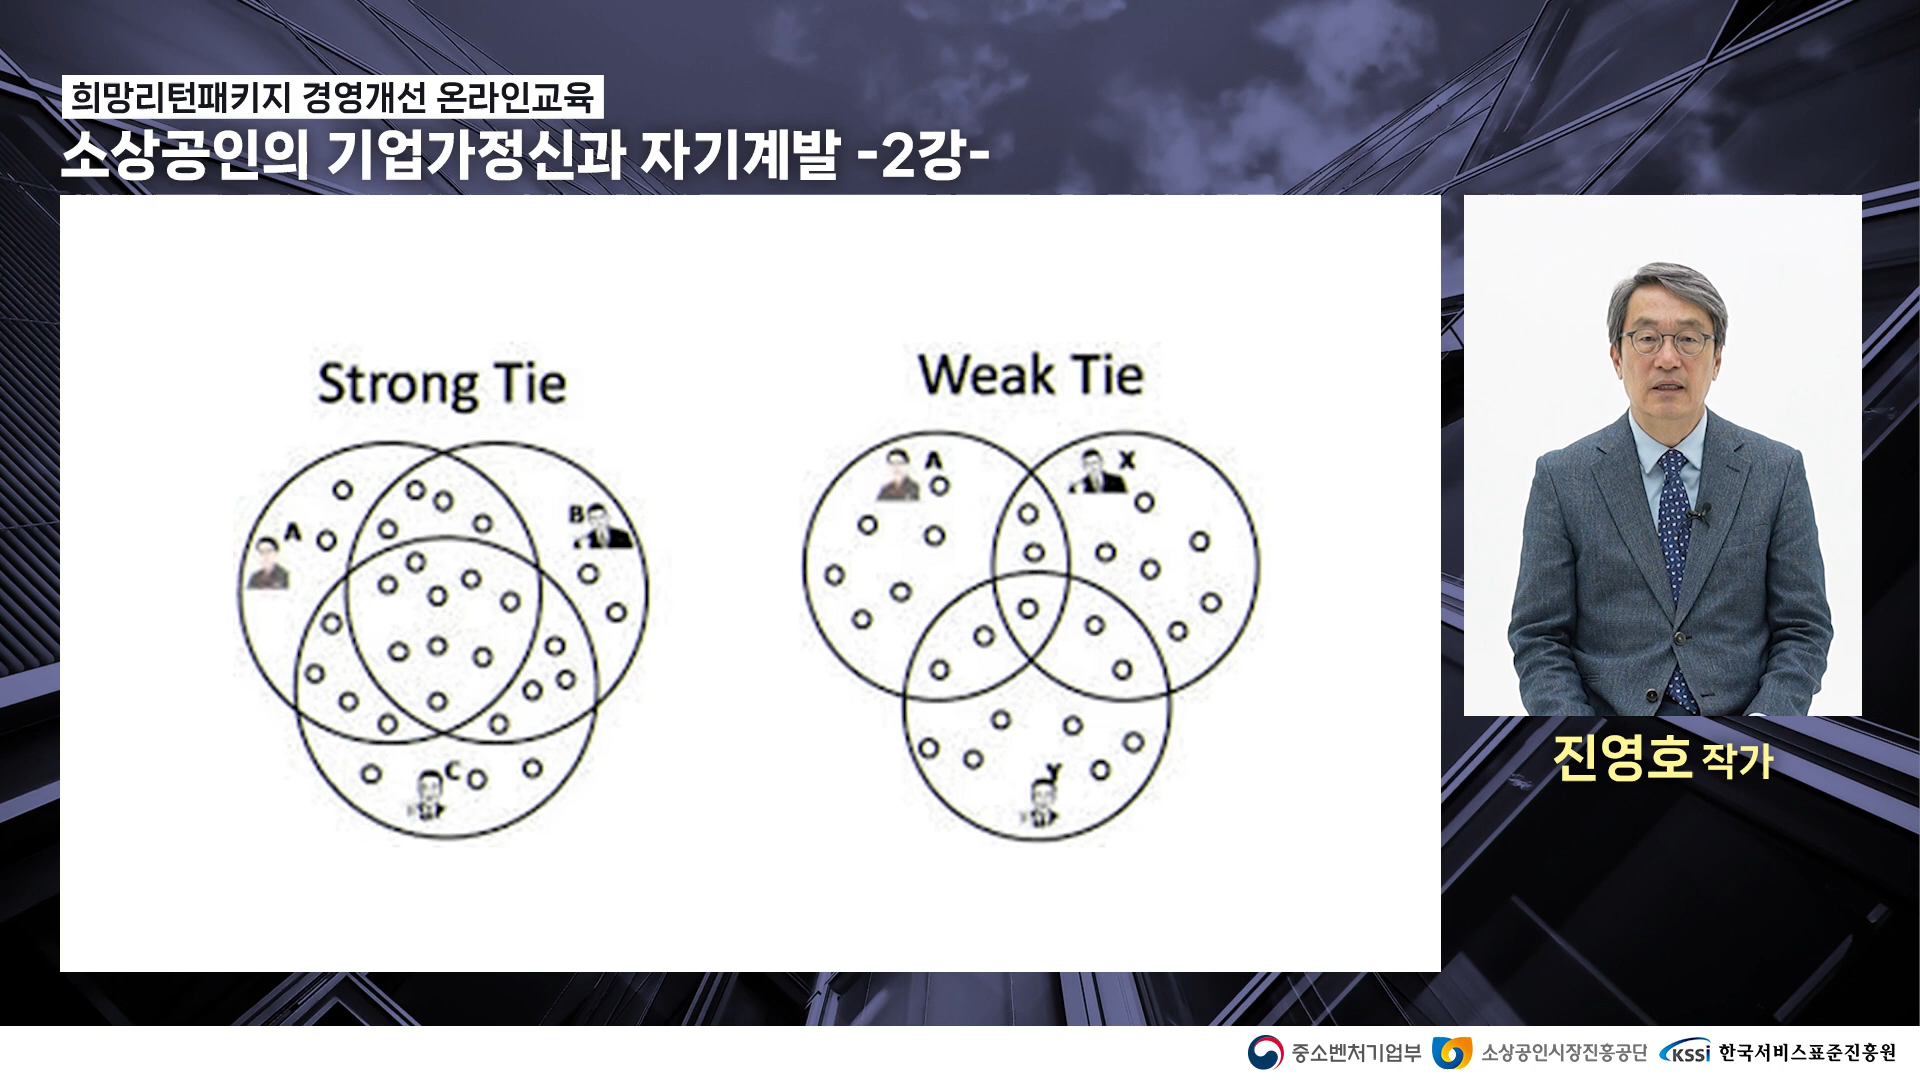 희망리턴패키지 경영개선 온라인교육
소상공인의 기업가정신과 자기계발 -2강-
Strong Tie
Weak Tie
A
B
C
A
X
Y
진영호 작가
중소벤처기업부
소상공인시장진흥공단
KSSi 한국서비스표준진흥원